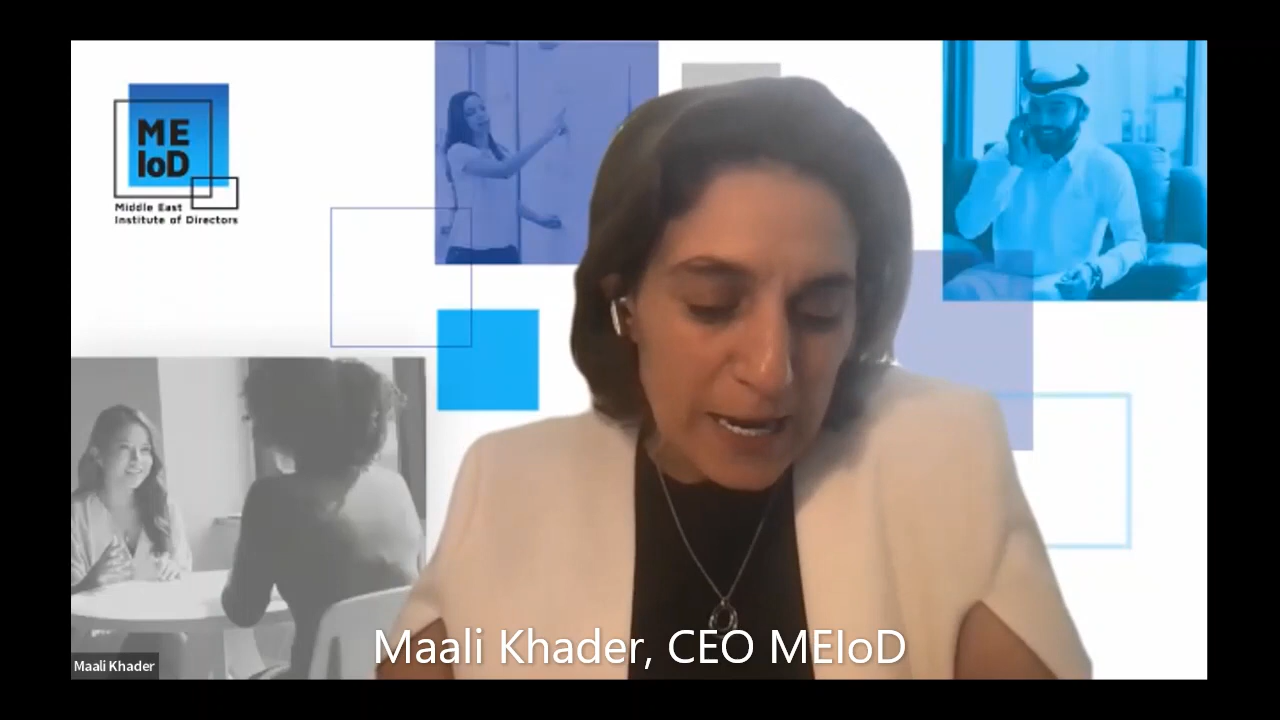 ME
IoD
Middle East
Institute of Directors
Maali Khader, CEO MEIoD
Maali Khader